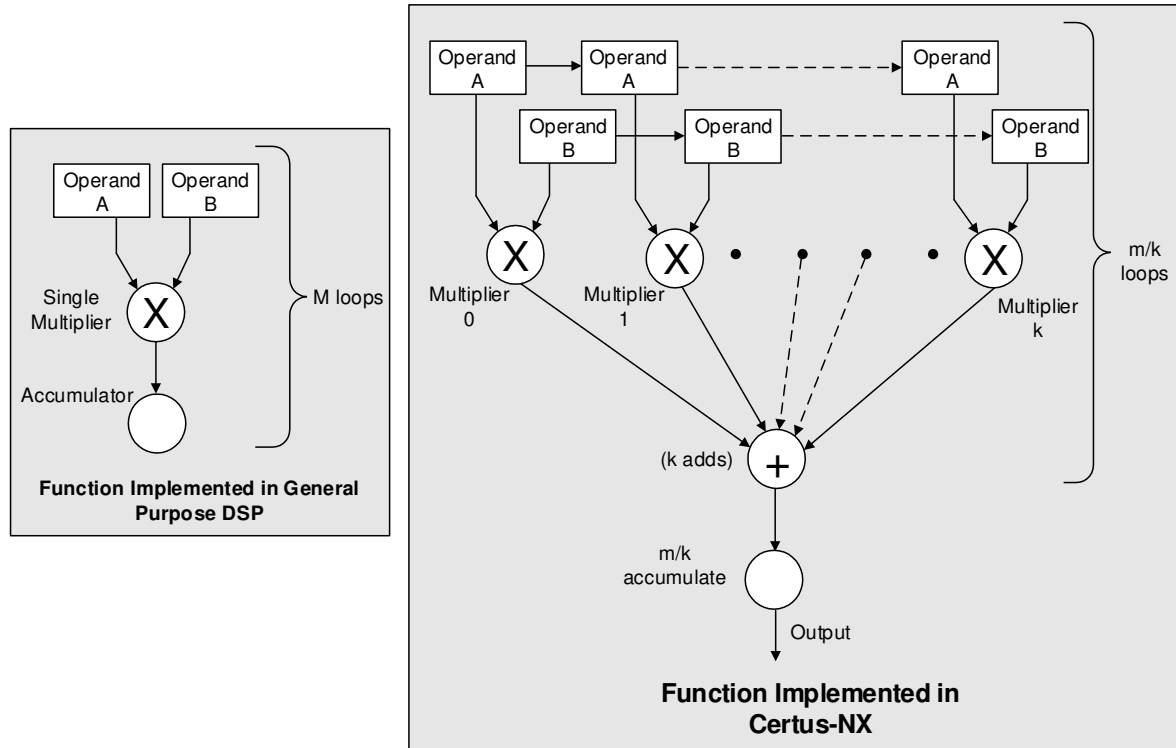 Operand
A
Operand
B
Single
Multiplier
X
M loops
Accumulator
Function Implemented in General
Purpose DSP
Operand
A
Operand
A
Operand
A
Operand
B
Operand
B
Operand
B
X
X
X
Multiplier
0
Multiplier
1
Multiplier
k
m/k
loops
(k adds)
+
m/k
accumulate
Output
Function Implemented in
Certus-NX